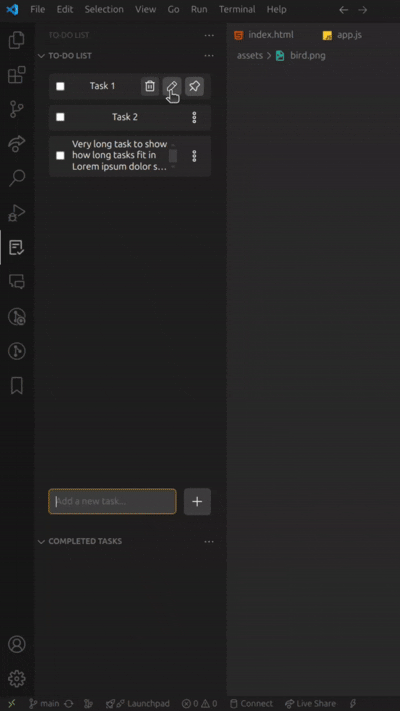 File Edit Selection View Go Run Terminal Help
TO-DO LIST
index.html app.js
TO-DO LIST
assets > bird.png
Task 1
Task 2
Very long task to show
how long tasks fit in
Lorem ipsum dolor s...
Add a new task...
COMPLETED TASKS
main Launchpad 0 0 Connect Live Share